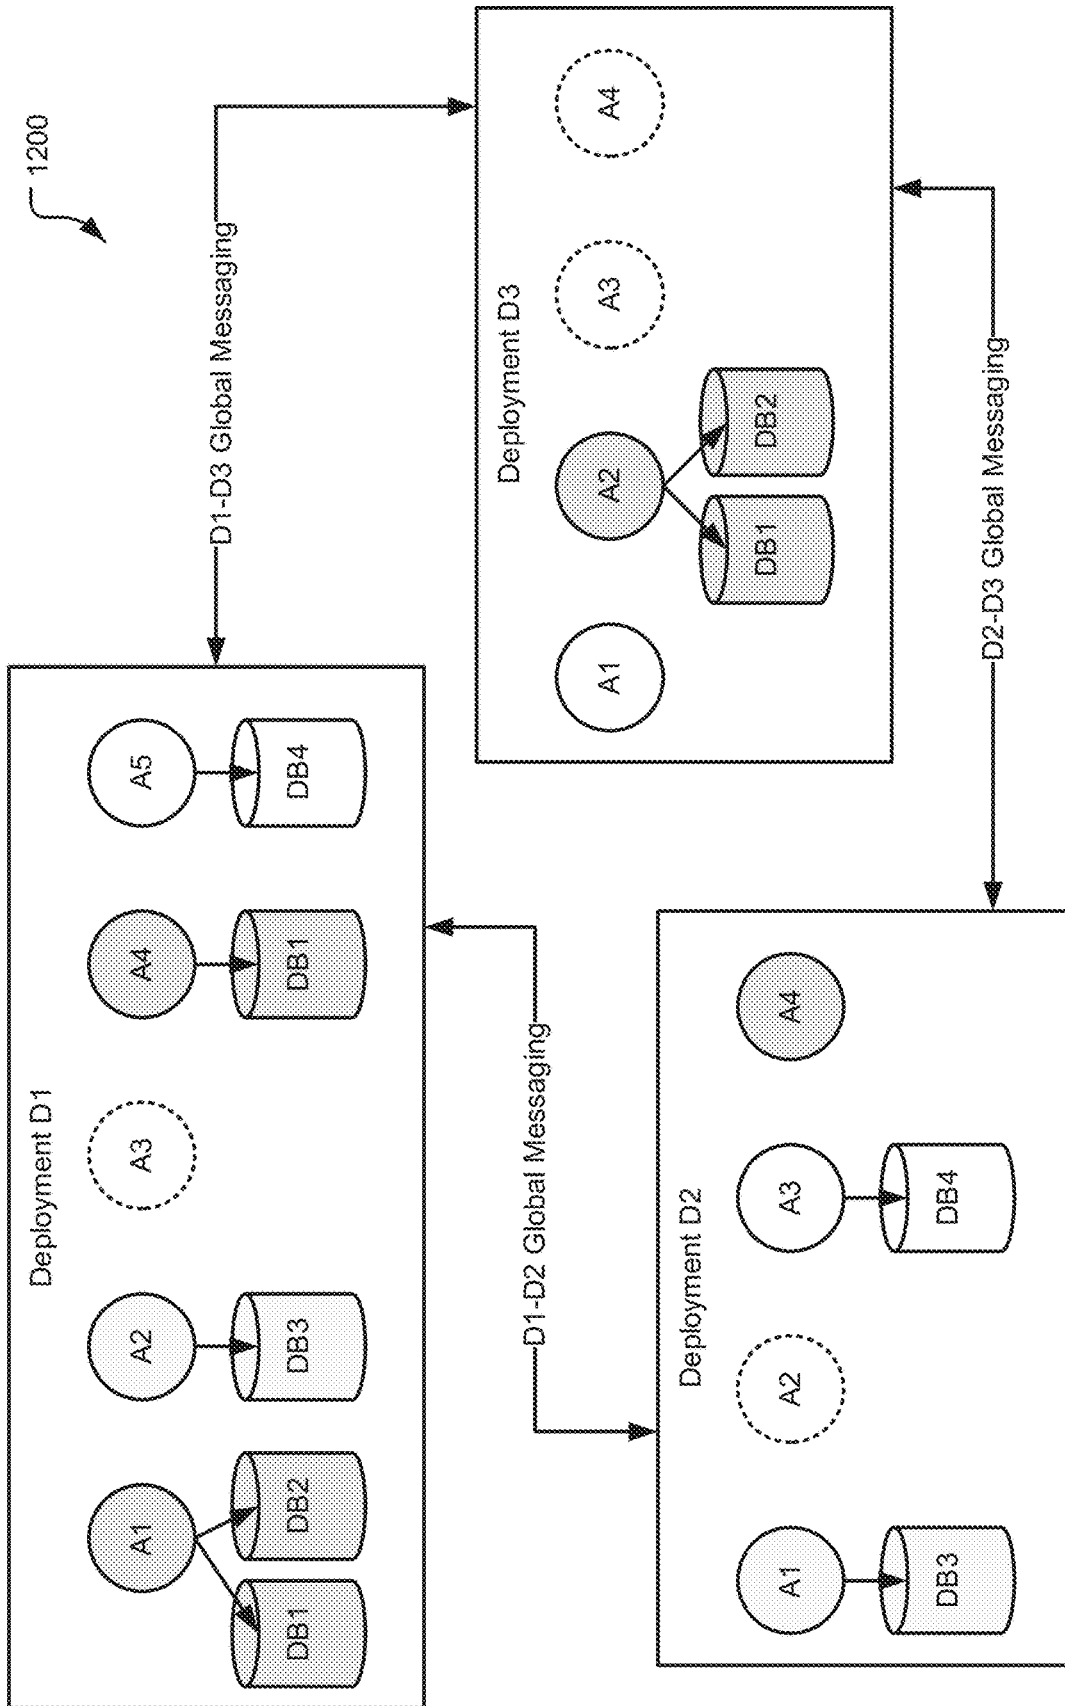 1200
Deployment D1
A1
A2
A3
A4
A5
DB1
DB2
DB3
DB1
DB4
D1-D3 Global Messaging
D1-D2 Global Messaging
Deployment D3
A1
A2
A3
A4
DB1
DB2
Deployment D2
A1
A2
A3
A4
DB3
DB4
D2-D3 Global Messaging